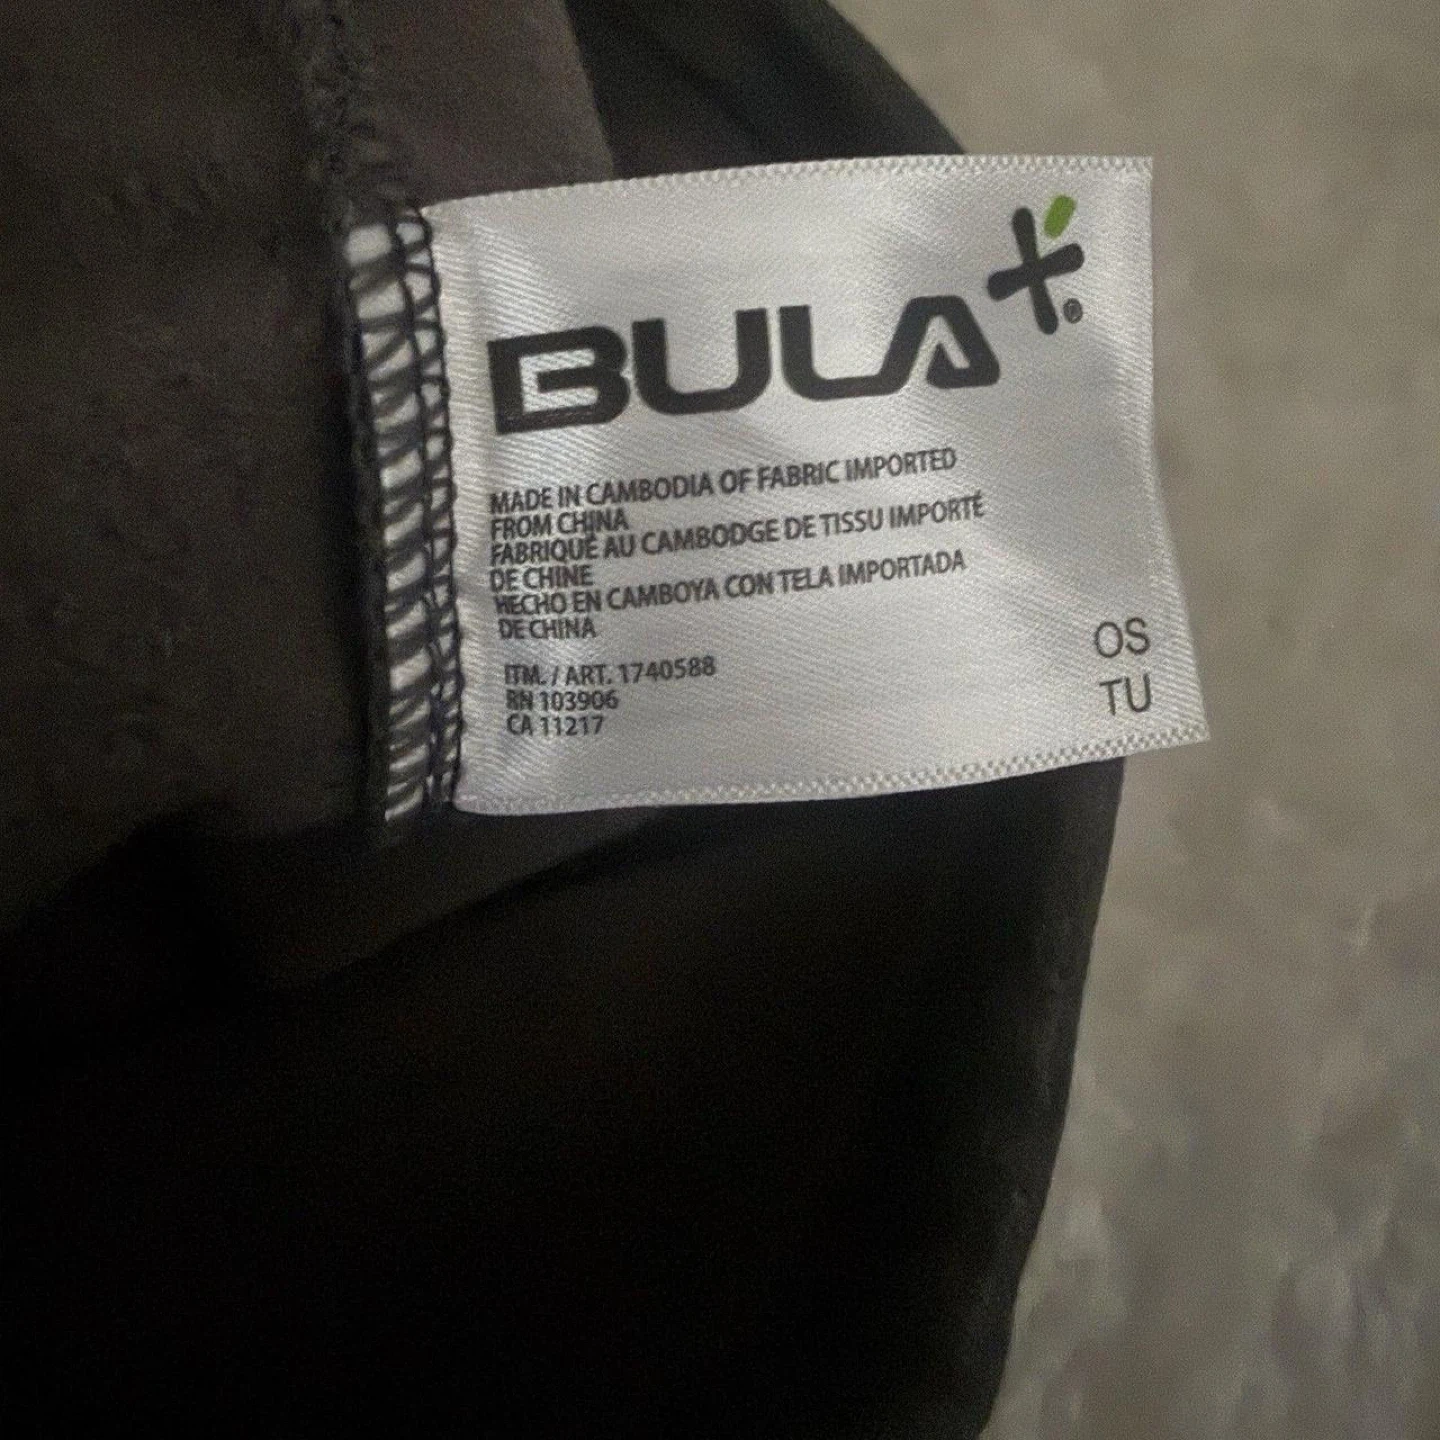 BULA
®
MADE IN CAMBODIA OF FABRIC IMPORTED
FROM CHINA
FABRIQUÉ AU CAMBODGE DE TISSU IMPORTÉ
DE CHINE
HECHO EN CAMBOYA CON TELA IMPORTADA
DE CHINA
ITM. / ART. 1740588
RN 103906
CA 11217
OS
TU